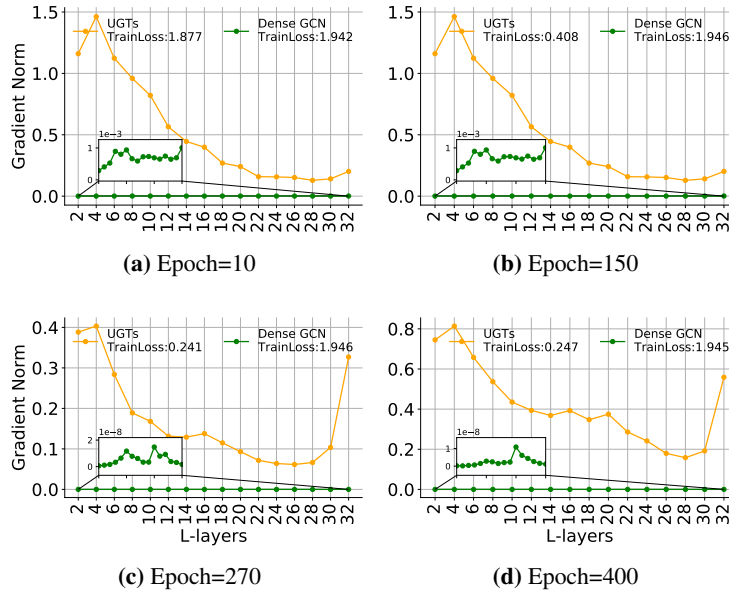 UGTs
TrainLoss:1.877
Dense GCN
TrainLoss:1.942
Gradient Norm
1.5
1.0
0.5
0.0
1e−3
1
0
2 4 6 8 10 12 14 16 18 20 22 24 26 28 30 32
(a) Epoch=10
UGTs
TrainLoss:0.408
Dense GCN
TrainLoss:1.946
1.5
1.0
0.5
0.0
1e−3
1
0
2 4 6 8 10 12 14 16 18 20 22 24 26 28 30 32
(b) Epoch=150
UGTs
TrainLoss:0.241
Dense GCN
TrainLoss:1.946
Gradient Norm
0.4
0.3
0.2
0.1
0.0
1e−8
2
0
2 4 6 8 10 12 14 16 18 20 22 24 26 28 30 32
L-layers
(c) Epoch=270
UGTs
TrainLoss:0.247
Dense GCN
TrainLoss:1.945
0.8
0.6
0.4
0.2
0.0
1e−8
1
0
2 4 6 8 10 12 14 16 18 20 22 24 26 28 30 32
L-layers
(d) Epoch=400